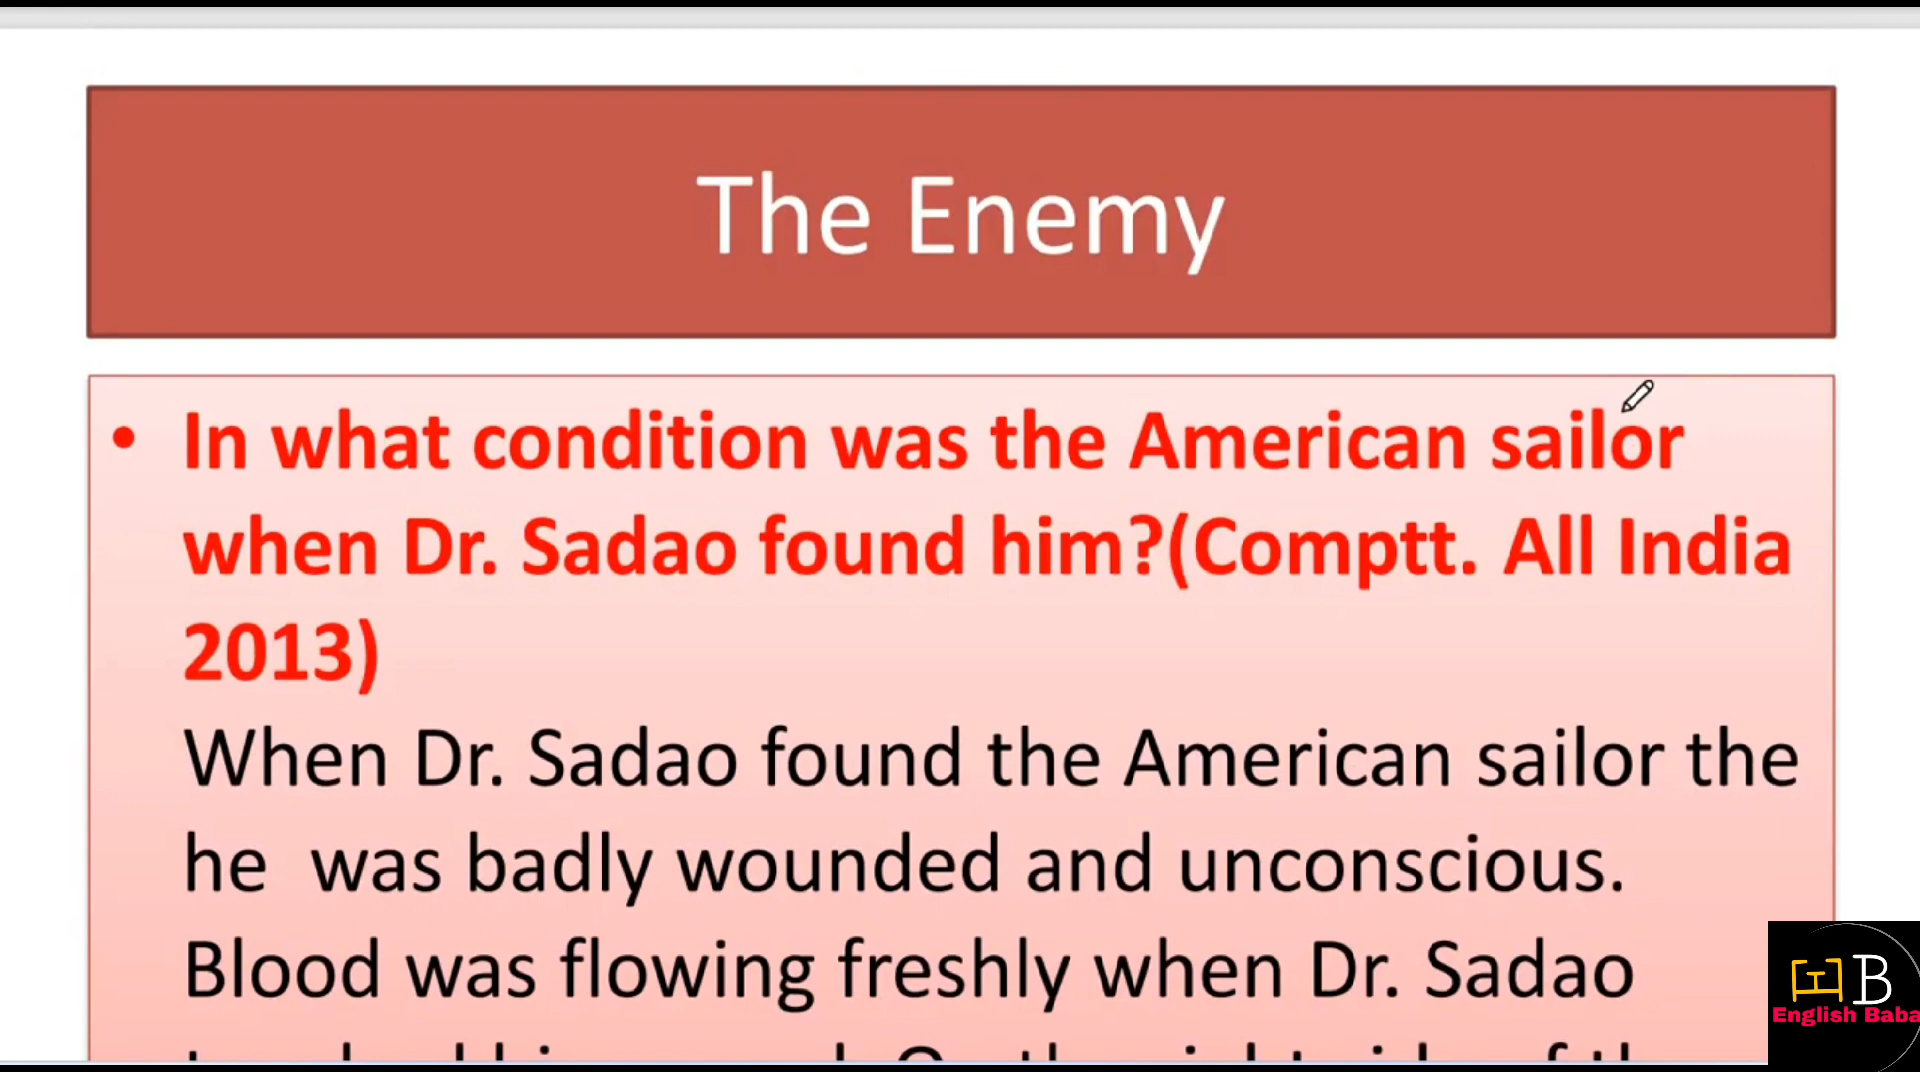 The Enemy
• In what condition was the American sailor
when Dr. Sadao found him?(Comptt. All India
2013)
When Dr. Sadao found the American sailor the
he  was badly wounded and unconscious.
Blood was flowing freshly when Dr. Sadao
B
English Baba